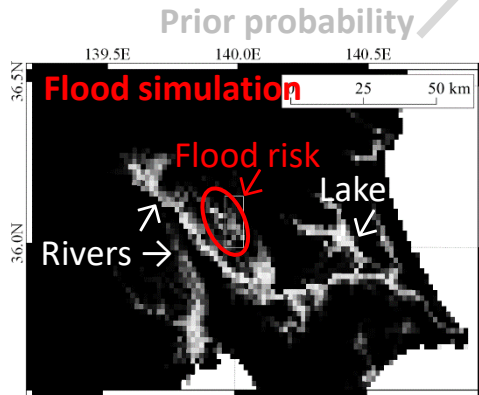 Prior probability
139.5E 140.0E 140.5E
36.5N
Flood simulation
25 50 km
Flood risk
Lake
36.0N
Rivers